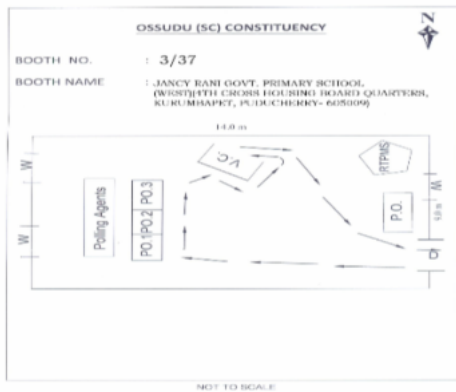 OSSUDU (SC) CONSTITUENCY
N
BOOTH NO. : 3/37
BOOTH NAME : JANCY RANI GOVT. PRIMARY SCHOOL,
(WEST)(4TH CROSS HOUSING BOARD QUARTERS,
KURUMBAPET, PUDUCHERRY- 605009)
14.0 m
W
W
Polling Agents
PO.1
PO.2
PO.3
V.C.
RTPMS
W
P.O.
D
NOT TO SCALE